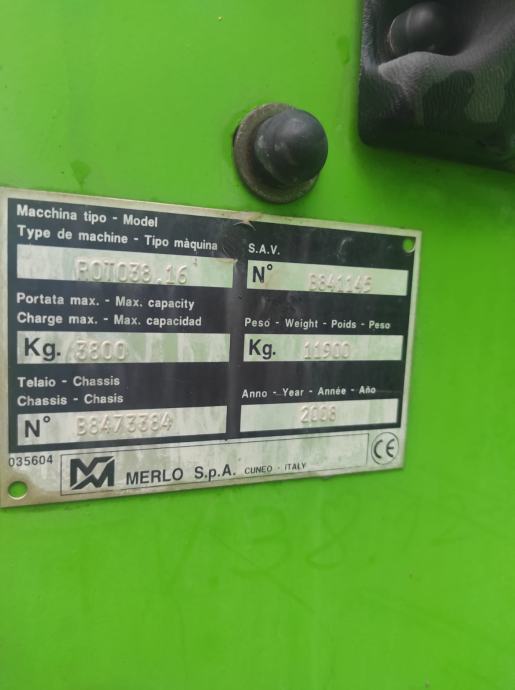 Macchina tipo - Model
Type de machine - Tipo màquina
ROTO38.16
S.A.V.
N° B841145
Portata max. - Max. capacity
Charge max. - Max. capacidad
Kg. 3800
Peso - Weight - Poids - Peso
Kg. 11900
Telaio - Chassis
Chassis - Chasis
N° B8473384
Anno - Year - Année - Año
2008
035604
MERLO S.p.A. CUNEO - ITALY
CE